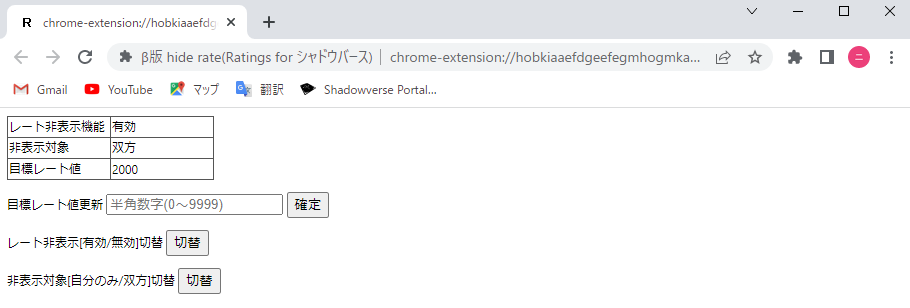 R chrome-extension://hobkiaaefdg
β版 hide rate(Ratings for シャドウバース) | chrome-extension://hobkiaaefdgeefegmhogmka...
二
Gmail YouTube マップ 翻訳 Shadowverse Portal...
レート非表示機能 有効
非表示対象 双方
目標レート値 2000
目標レート値更新 半角数字(0～9999) 確定
レート非表示[有効/無効]切替 切替
非表示対象[自分のみ/双方]切替 切替